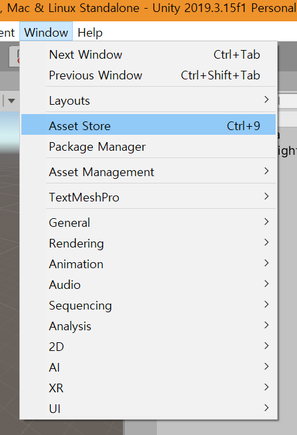 , Mac & Linux Standalone - Unity 2019.3.15f1 Personal
ent Window Help
Next Window Ctrl+Tab
Previous Window Ctrl+Shift+Tab
Layouts
Asset Store Ctrl+9
Package Manager
Asset Management
TextMeshPro
General
Rendering
Animation
Audio
Sequencing
Analysis
2D
AI
XR
UI